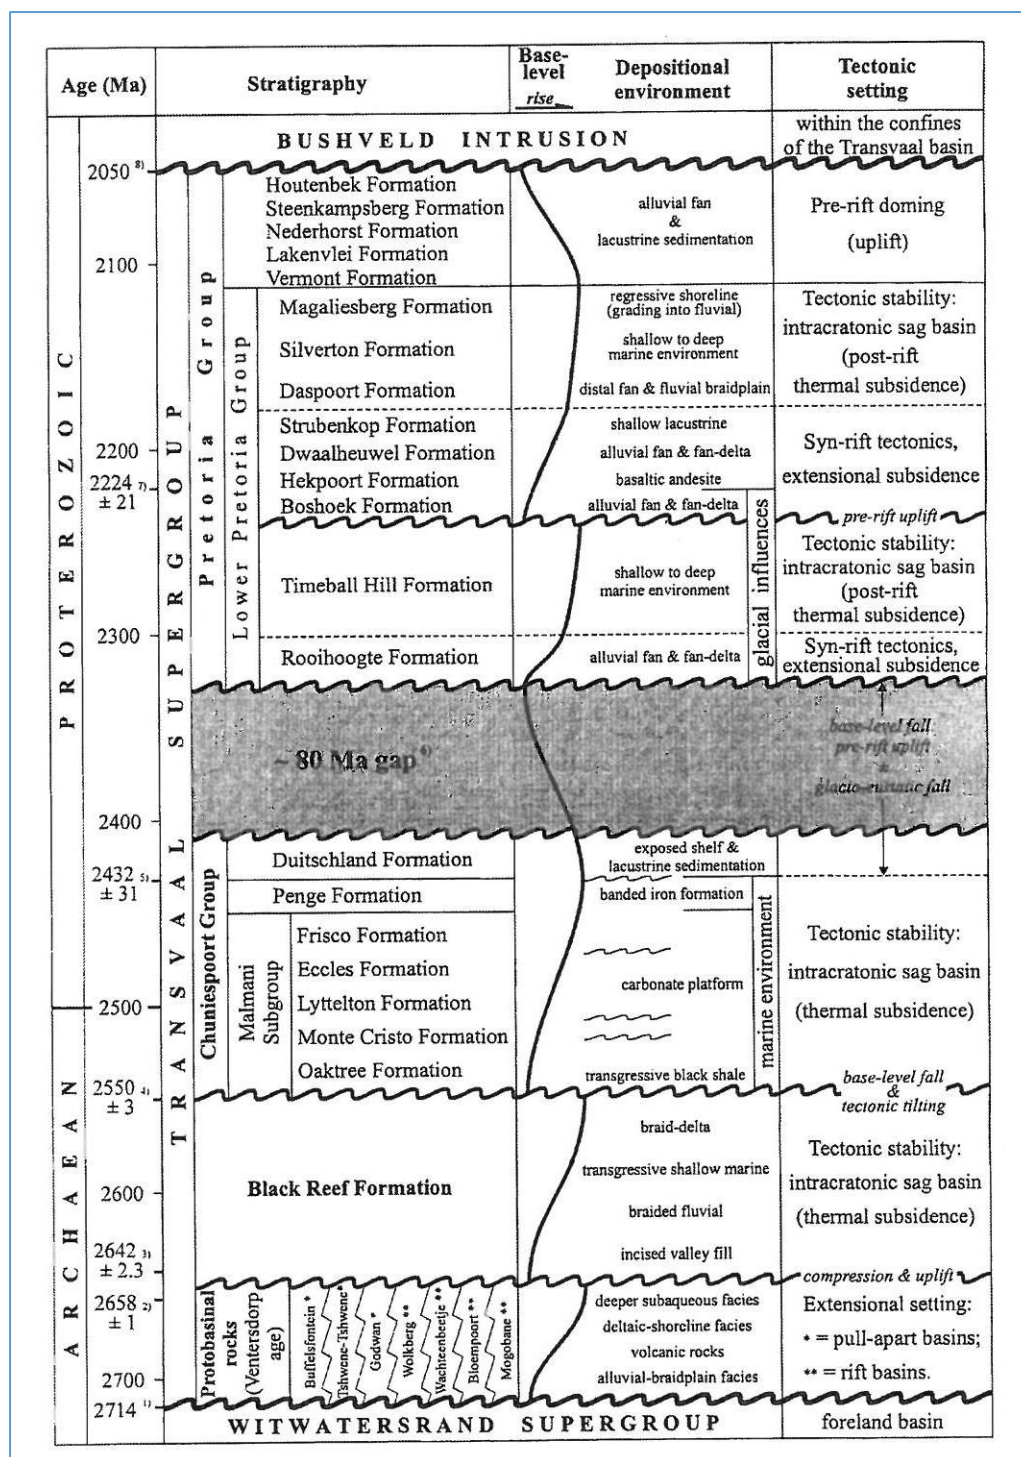 Age (Ma)
Stratigraphy
Base-
level
rise
Depositional
environment
Tectonic
setting
PROTEROZOIC
ARCHAEAN
2050 8)
2100
2200
2224 7)
± 21
2300
2400
2432 5)
± 31
2500
2550 4)
± 3
2600
2642 3)
± 2.3
2658 2)
± 1
2700
2714 1)
TRANSVAAL SUPERGROUP
BUSHVELD INTRUSION
within the confines
of the Transvaal basin
Pretoria Group
Houtenbek Formation
Steenkampsberg Formation
Nederhorst Formation
Lakenvlei Formation
Vermont Formation
alluvial fan
&
lacustrine sedimentation
Pre-rift doming
(uplift)
Lower Pretoria Group
Magaliesberg Formation
regressive shoreline
(grading into fluvial)
Silverton Formation
shallow to deep
marine environment
Daspoort Formation
distal fan & fluvial braidplain
Tectonic stability:
intracratonic sag basin
(post-rift
thermal subsidence)
Strubenkop Formation
shallow lacustrine
Dwaalheuwel Formation
alluvial fan & fan-delta
Hekpoort Formation
basaltic andesite
Boshoek Formation
alluvial fan & fan-delta
Syn-rift tectonics,
extensional subsidence
pre-rift uplift
glacial influences
Timeball Hill Formation
shallow to deep
marine environment
Tectonic stability:
intracratonic sag basin
(post-rift
thermal subsidence)
Rooihoogte Formation
alluvial fan & fan-delta
Syn-rift tectonics,
extensional subsidence
~ 80 Ma gap 6)
base-level fall
pre-rift uplift
glacio-eustatic fall
Chuniespoort Group
Duitschland Formation
exposed shelf &
lacustrine sedimentation
Penge Formation
banded iron formation
Malmani
Subgroup
Frisco Formation
Eccles Formation
Lyttelton Formation
Monte Cristo Formation
Oaktree Formation
carbonate platform
transgressive black shale
marine environment
Tectonic stability:
intracratonic sag basin
(thermal subsidence)
base-level fall
&
tectonic tilting
Black Reef Formation
braid-delta
transgressive shallow marine
braided fluvial
incised valley fill
Tectonic stability:
intracratonic sag basin
(thermal subsidence)
compression & uplift
Protobasinal
rocks
(Ventersdorp
age)
Buffelsfontein *
Tshwene-Tshwene *
Godwan *
Wolkberg **
Wachteenbeetje **
Bloempoort **
Mogobane **
deeper subaqueous facies
deltaic-shorcline facies
volcanic rocks
alluvial-braidplain facies
Extensional setting:
* = pull-apart basins;
** = rift basins.
WITWATERSRAND SUPERGROUP
foreland basin